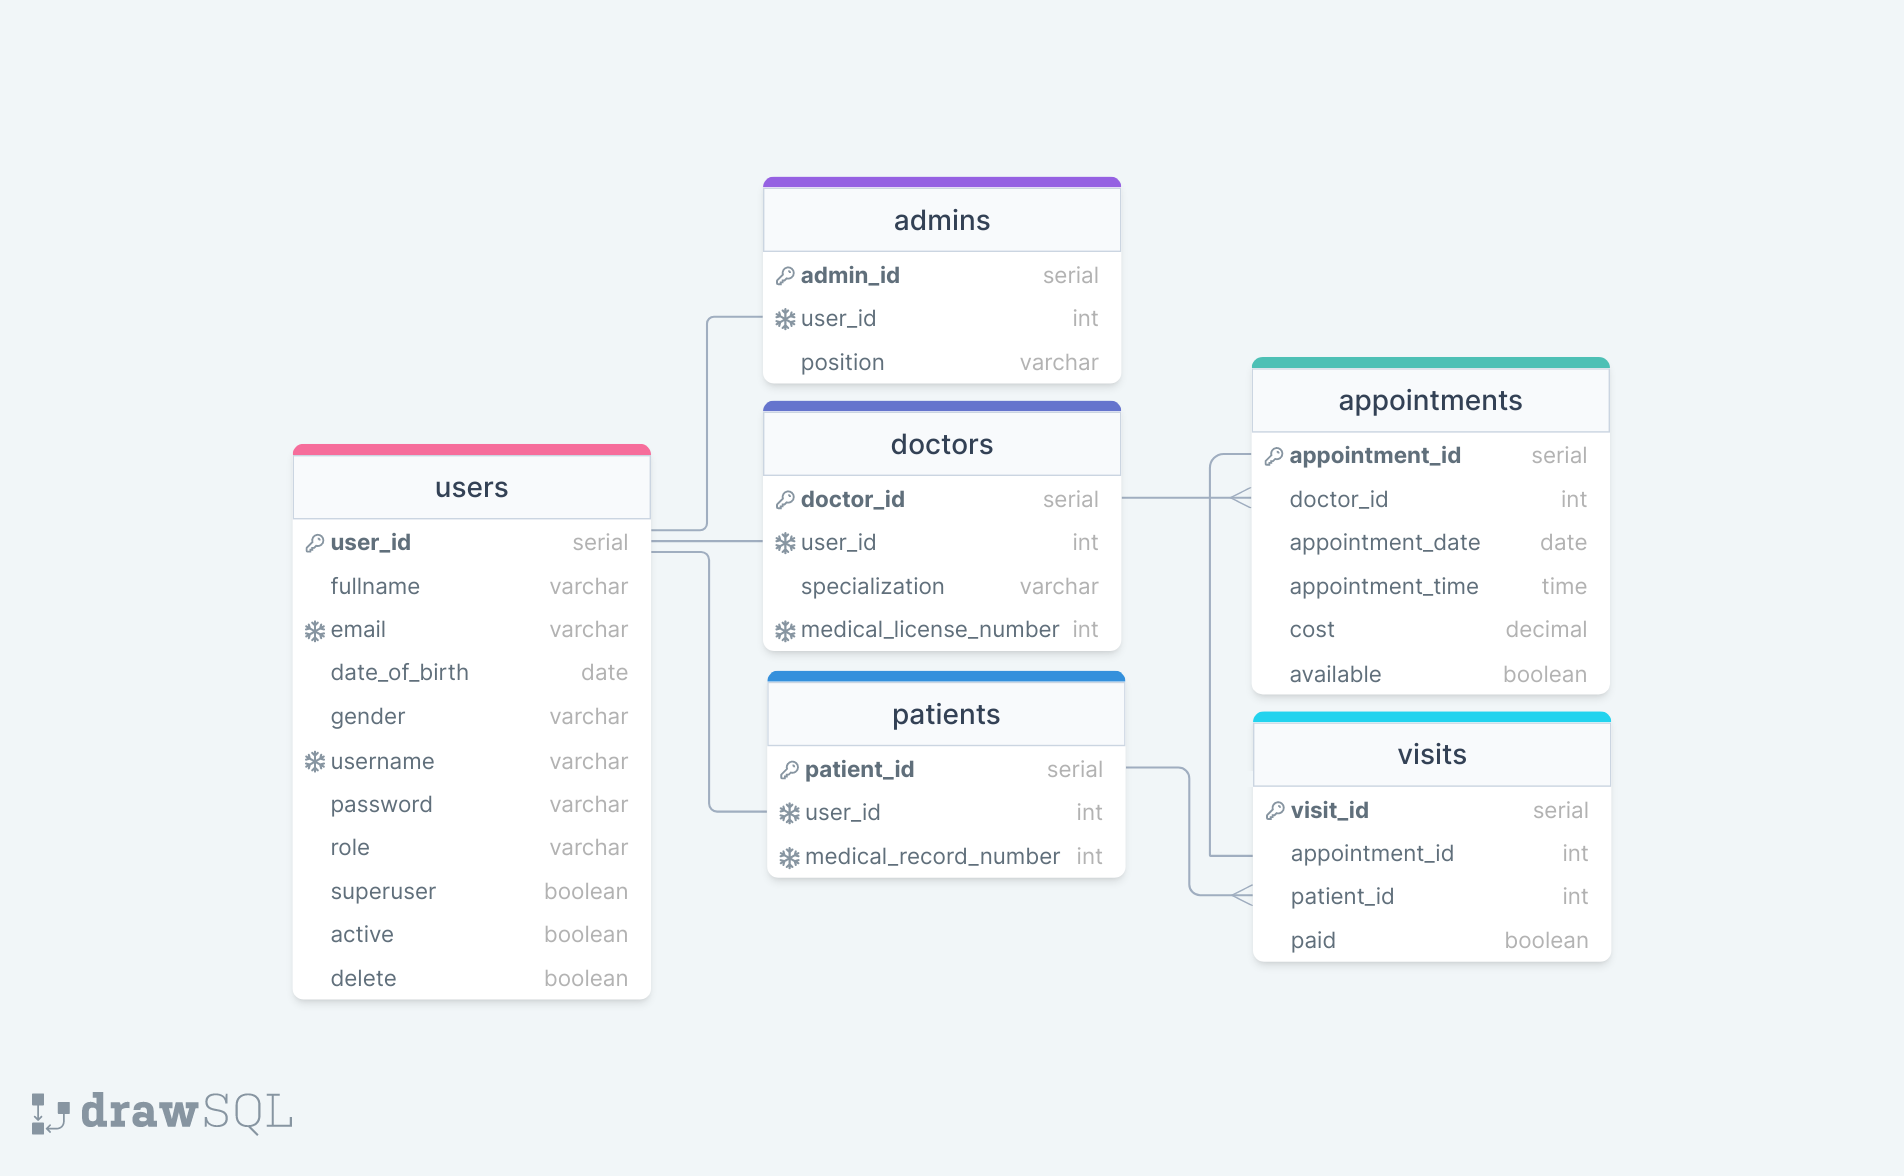 admins
admin_id serial
user_id int
position varchar
doctors
doctor_id serial
user_id int
specialization varchar
medical_license_number int
users
user_id serial
fullname varchar
email varchar
date_of_birth date
gender varchar
username varchar
password varchar
role varchar
superuser boolean
active boolean
delete boolean
patients
patient_id serial
user_id int
medical_record_number int
appointments
appointment_id serial
doctor_id int
appointment_date date
appointment_time time
cost decimal
available boolean
visits
visit_id serial
appointment_id int
patient_id int
paid boolean
drawSQL